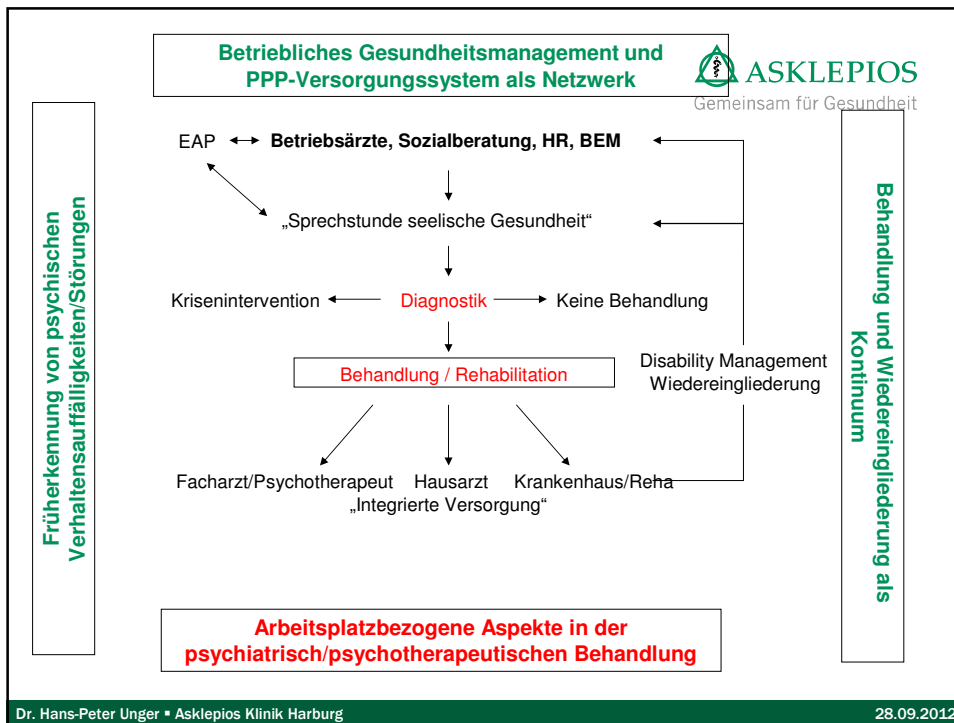 Betriebliches Gesundheitsmanagement und
PPP-Versorgungssystem als Netzwerk
ASKLEPIOS
Gemeinsam für Gesundheit
Früherkennung von psychischen
Verhaltensauffälligkeiten/Störungen
EAP
Betriebsärzte, Sozialberatung, HR, BEM
„Sprechstunde seelische Gesundheit“
Krisenintervention
Diagnostik
Keine Behandlung
Behandlung / Rehabilitation
Disability Management
Wiedereingliederung
Facharzt/Psychotherapeut
Hausarzt
Krankenhaus/Reha
„Integrierte Versorgung“
Behandlung und Wiedereingliederung als
Kontinuum
Arbeitsplatzbezogene Aspekte in der
psychiatrisch/psychotherapeutischen Behandlung
Dr. Hans-Peter Unger ▪ Asklepios Klinik Harburg
28.09.2012